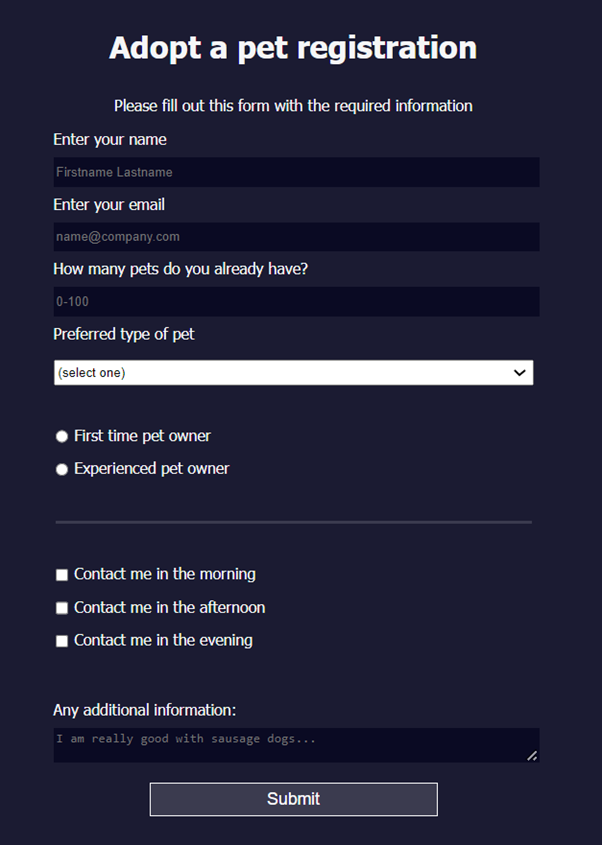 Adopt a pet registration
Please fill out this form with the required information
Enter your name
Firstname Lastname
Enter your email
name@company.com
How many pets do you already have?
0-100
Preferred type of pet
(select one)
First time pet owner
Experienced pet owner
Contact me in the morning
Contact me in the afternoon
Contact me in the evening
Any additional information:
I am really good with sausage dogs...
Submit